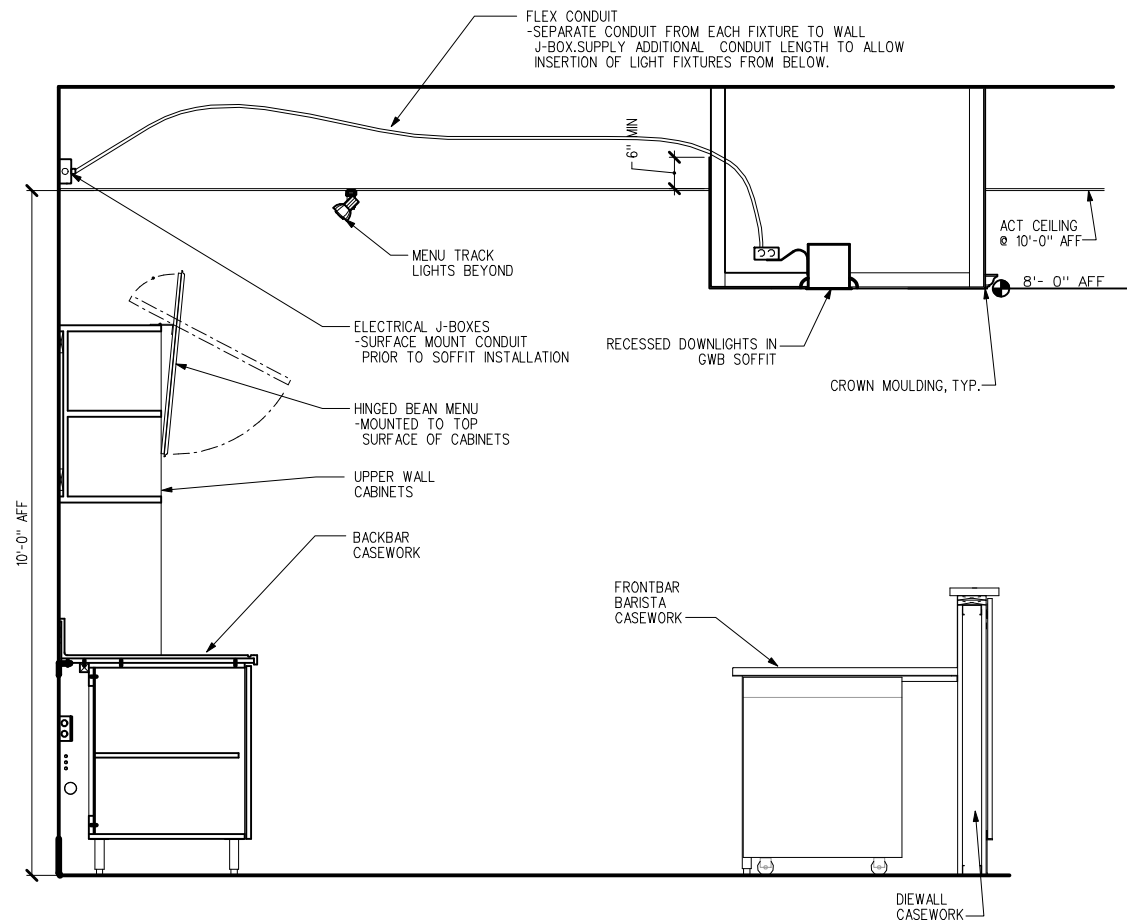 FLEX CONDUIT
-SEPARATE CONDUIT FROM EACH FIXTURE TO WALL
J-BOX.SUPPLY ADDITIONAL CONDUIT LENGTH TO ALLOW
INSERTION OF LIGHT FIXTURES FROM BELOW.
6" MIN
ACT CEILING
@ 10'-0" AFF
MENU TRACK
LIGHTS BEYOND
8'- 0" AFF
ELECTRICAL J-BOXES
-SURFACE MOUNT CONDUIT
PRIOR TO SOFFIT INSTALLATION
RECESSED DOWNLIGHTS IN
GWB SOFFIT
CROWN MOULDING, TYP.
HINGED BEAN MENU
-MOUNTED TO TOP
SURFACE OF CABINETS
UPPER WALL
CABINETS
10'-0" AFF
BACKBAR
CASEWORK
FRONTBAR
BARISTA
CASEWORK
DIEWALL
CASEWORK